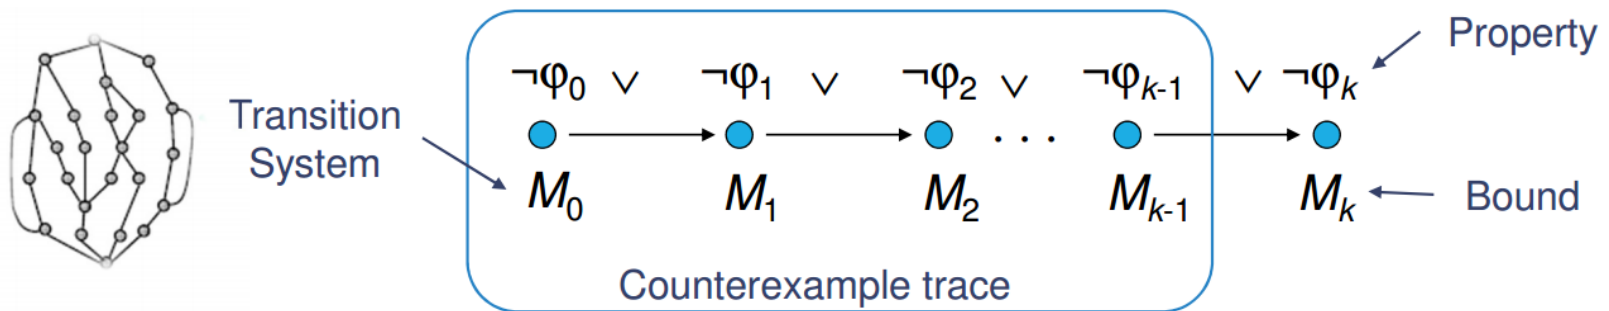 Property
¬φ₀ ∨ ¬φ₁ ∨ ¬φ₂ ∨ ¬φₖ₋₁ ∨ ¬φₖ
Transition
System
. . .
M₀ M₁ M₂ Mₖ₋₁ Mₖ
Bound
Counterexample trace